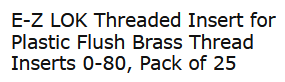 E-Z LOK Threaded Insert for
Plastic Flush Brass Thread
Inserts 0-80, Pack of 25